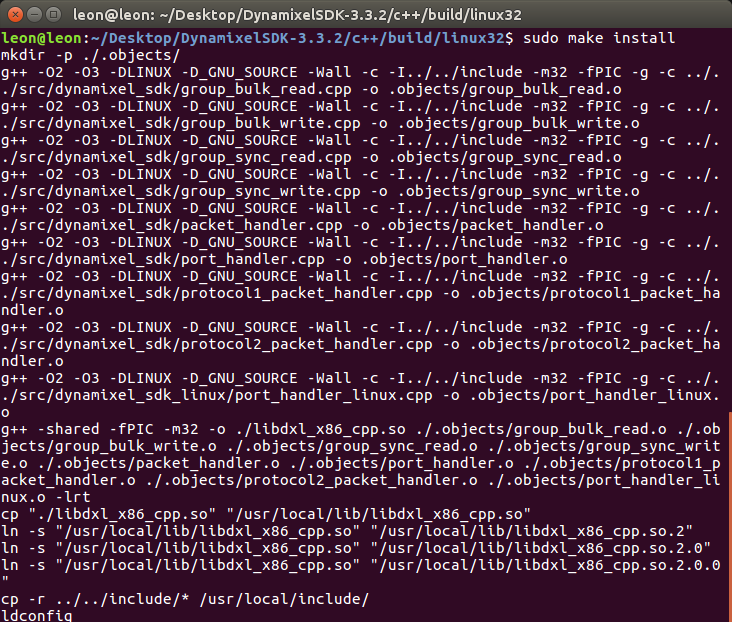 leon@leon: ~/Desktop/DynamixelSDK-3.3.2/c++/build/linux32
leon@leon:~/Desktop/DynamixelSDK-3.3.2/c++/build/linux32$ sudo make install
mkdir -p ./.objects/
g++ -O2 -O3 -DLINUX -D_GNU_SOURCE -Wall -c -I../../include -m32 -fPIC -g -c ../.
./src/dynamixel_sdk/group_bulk_read.cpp -o .objects/group_bulk_read.o
g++ -O2 -O3 -DLINUX -D_GNU_SOURCE -Wall -c -I../../include -m32 -fPIC -g -c ../.
./src/dynamixel_sdk/group_bulk_write.cpp -o .objects/group_bulk_write.o
g++ -O2 -O3 -DLINUX -D_GNU_SOURCE -Wall -c -I../../include -m32 -fPIC -g -c ../.
./src/dynamixel_sdk/group_sync_read.cpp -o .objects/group_sync_read.o
g++ -O2 -O3 -DLINUX -D_GNU_SOURCE -Wall -c -I../../include -m32 -fPIC -g -c ../.
./src/dynamixel_sdk/group_sync_write.cpp -o .objects/group_sync_write.o
g++ -O2 -O3 -DLINUX -D_GNU_SOURCE -Wall -c -I../../include -m32 -fPIC -g -c ../.
./src/dynamixel_sdk/packet_handler.cpp -o .objects/packet_handler.o
g++ -O2 -O3 -DLINUX -D_GNU_SOURCE -Wall -c -I../../include -m32 -fPIC -g -c ../.
./src/dynamixel_sdk/port_handler.cpp -o .objects/port_handler.o
g++ -O2 -O3 -DLINUX -D_GNU_SOURCE -Wall -c -I../../include -m32 -fPIC -g -c ../.
./src/dynamixel_sdk/protocol1_packet_handler.cpp -o .objects/protocol1_packet_ha
ndler.o
g++ -O2 -O3 -DLINUX -D_GNU_SOURCE -Wall -c -I../../include -m32 -fPIC -g -c ../.
./src/dynamixel_sdk/protocol2_packet_handler.cpp -o .objects/protocol2_packet_ha
ndler.o
g++ -O2 -O3 -DLINUX -D_GNU_SOURCE -Wall -c -I../../include -m32 -fPIC -g -c ../.
./src/dynamixel_sdk_linux/port_handler_linux.cpp -o .objects/port_handler_linux.
o
g++ -shared -fPIC -m32 -o ./libdxl_x86_cpp.so ./.objects/group_bulk_read.o ./.ob
jects/group_bulk_write.o ./.objects/group_sync_read.o ./.objects/group_sync_writ
e.o ./.objects/packet_handler.o ./.objects/port_handler.o ./.objects/protocol1_p
acket_handler.o ./.objects/protocol2_packet_handler.o ./.objects/port_handler_li
nux.o -lrt
cp "./libdxl_x86_cpp.so" "/usr/local/lib/libdxl_x86_cpp.so"
ln -s "/usr/local/lib/libdxl_x86_cpp.so" "/usr/local/lib/libdxl_x86_cpp.so.2"
ln -s "/usr/local/lib/libdxl_x86_cpp.so" "/usr/local/lib/libdxl_x86_cpp.so.2.0"
ln -s "/usr/local/lib/libdxl_x86_cpp.so" "/usr/local/lib/libdxl_x86_cpp.so.2.0.0
"
cp -r ../../include/* /usr/local/include/
ldconfig